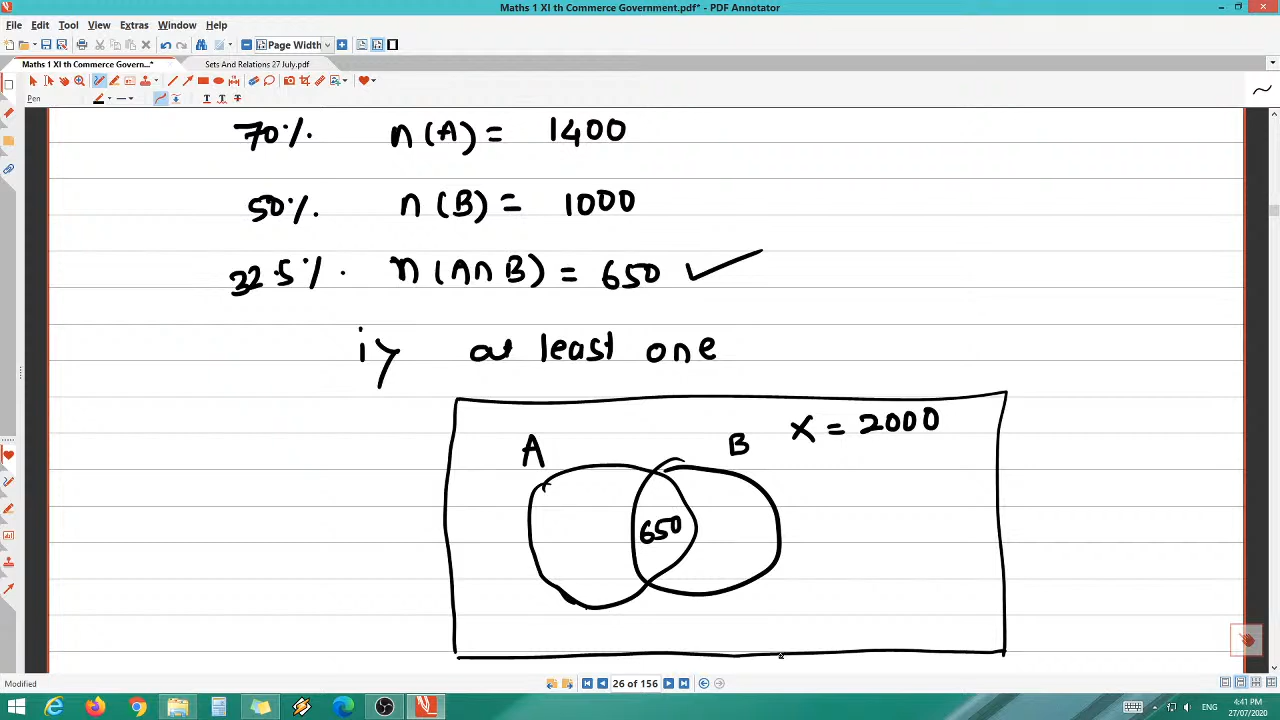 Maths 1 XI th Commerce Government.pdf* - PDF Annotator
File Edit Tool View Extras Window Help
Page Width
Maths 1 XI th Commerce Govern...* Sets And Relations 27 July.pdf
Pen
70%. n(A) = 1400
50%. n(B) = 1000
32.5%. n(A∩B) = 650 ✓
i> at least one
X = 2000
A B
650
Modified 26 of 156
ENG 4:41 PM
27/07/2020